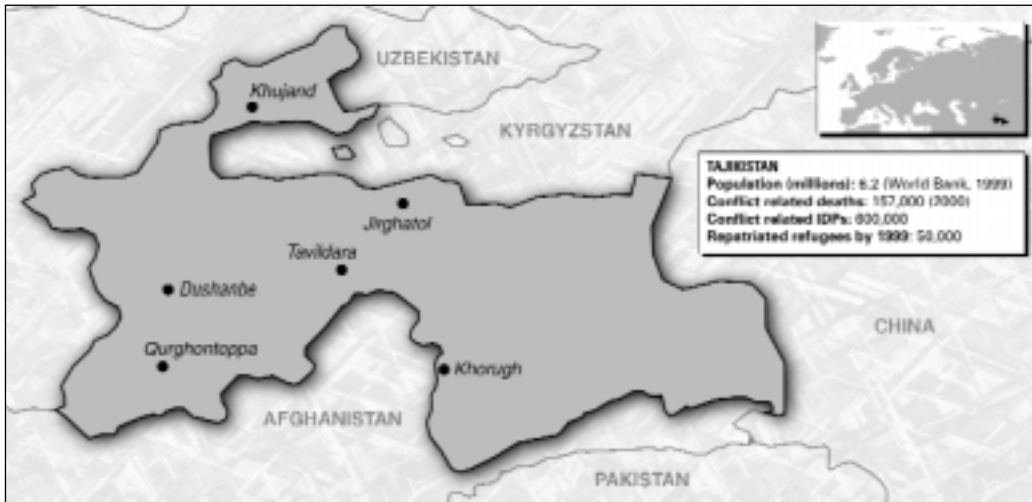 UZBEKISTAN
Khujand
KYRGYZSTAN
TAJIKISTAN
Population (millions): 6.2 (World Bank, 1999)
Conflict related deaths: 157,000 (2000)
Conflict related IDPs: 600,000
Repatriated refugees by 1999: 50,000
Jirghatol
Tavildara
Dushanbe
CHINA
Qurghontoppa
Khorugh
AFGHANISTAN
PAKISTAN